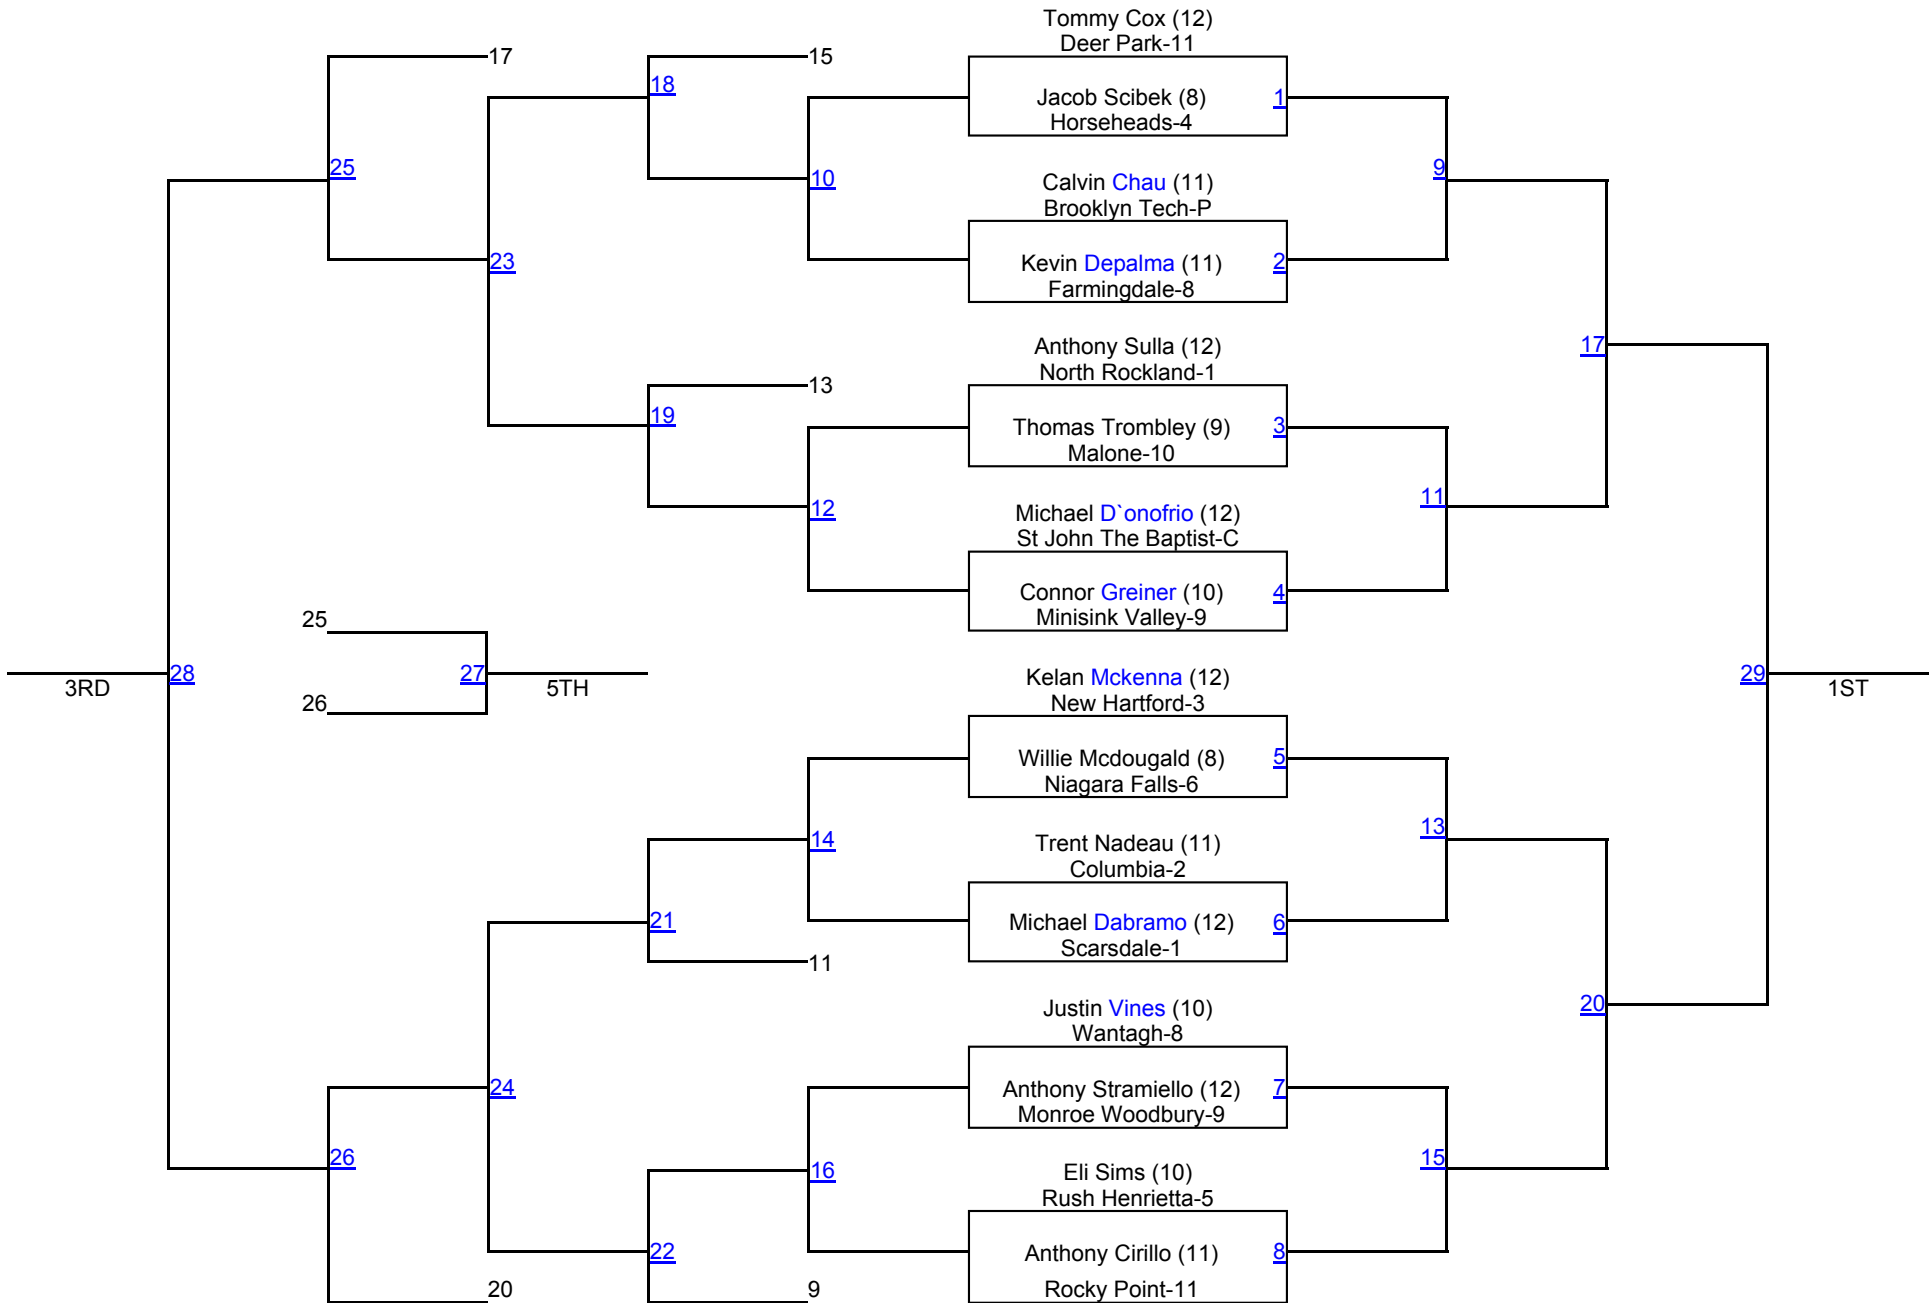 Tommy Cox (12)
Deer Park-11
17
15
18
Jacob Scibek (8)
1
Horseheads-4
25
10
Calvin Chau (11)
9
Brooklyn Tech-P
23
Kevin Depalma (11)
2
Farmingdale-8
Anthony Sulla (12)
17
North Rockland-1
13
19
Thomas Trombley (9)
3
Malone-10
12
Michael D`onofrio (12)
11
St John The Baptist-C
Connor Greiner (10)
4
Minisink Valley-9
25
3RD
28
27
5TH
Kelan Mckenna (12)
29
1ST
26
New Hartford-3
Willie Mcdougald (8)
5
Niagara Falls-6
14
Trent Nadeau (11)
13
Columbia-2
21
Michael Dabramo (12)
6
Scarsdale-1
11
Justin Vines (10)
20
Wantagh-8
24
Anthony Stramiello (12)
7
Monroe Woodbury-9
26
16
Eli Sims (10)
15
Rush Henrietta-5
22
Anthony Cirillo (11)
8
20
9
Rocky Point-11